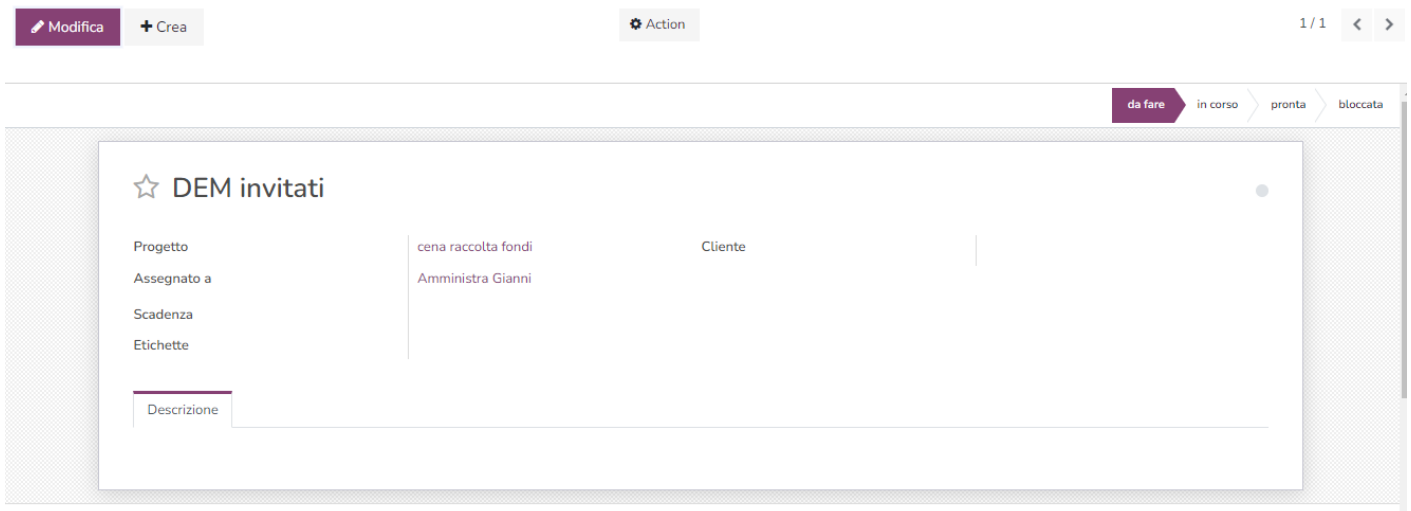 Modifica Crea Action 1 / 1
da fare in corso pronta bloccata
DEM invitati
Progetto cena raccolta fondi Cliente
Assegnato a Amministra Gianni
Scadenza
Etichette
Descrizione